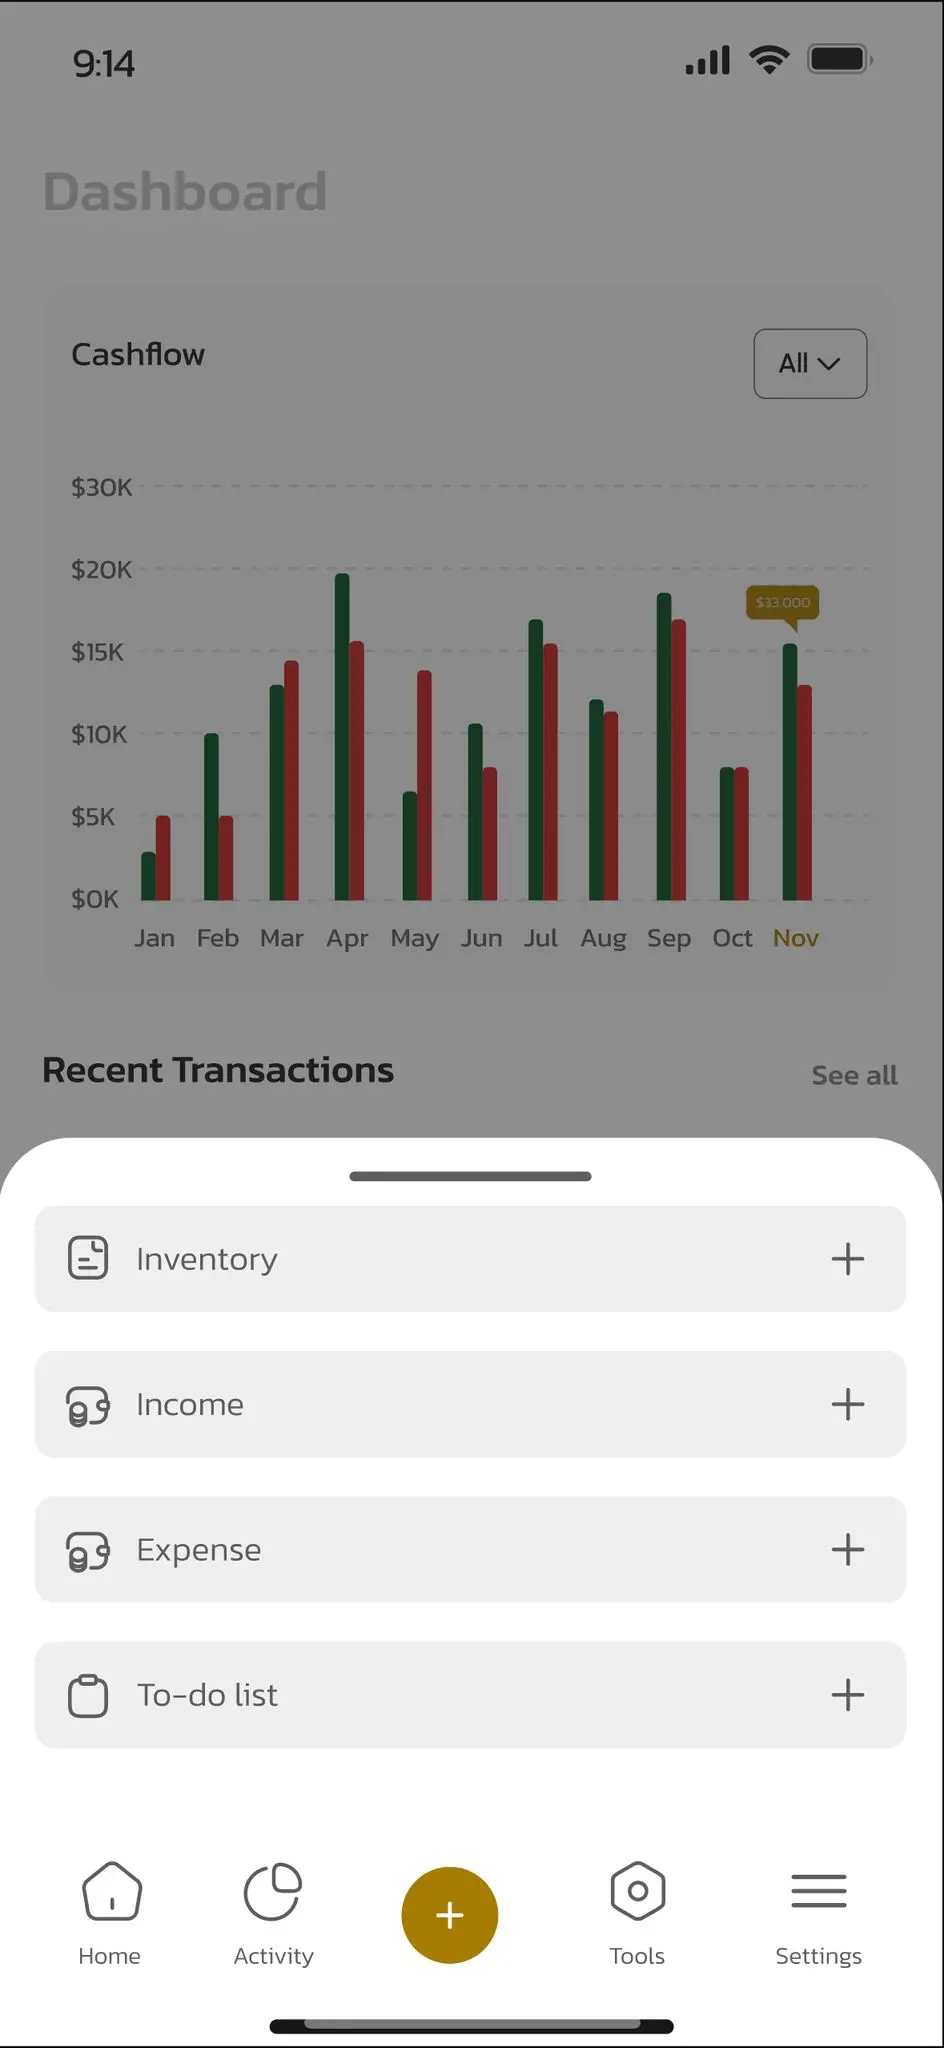 9:14
Dashboard
Cashflow
All
$30K
$20K
$33,000
$15K
$10K
$5K
$0K
Jan Feb Mar Apr May Jun Jul Aug Sep Oct Nov
Recent Transactions
See all
Inventory
Income
Expense
To-do list
Home Activity Tools Settings